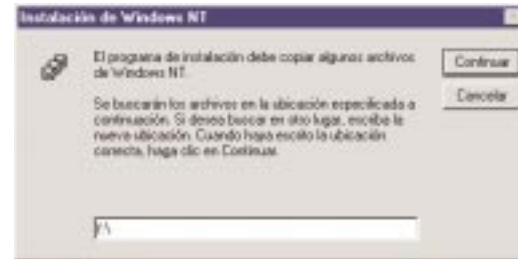 Instalación de Windows NT
El programa de instalación debe copiar algunos archivos
de Windows NT.
Continuar
Cancelar
Se buscarán los archivos en la ubicación especificada a
continuación. Si desea buscar en otro lugar, escriba la
nueva ubicación. Cuando haya escrito la ubicación
correcta, haga clic en Continuar.